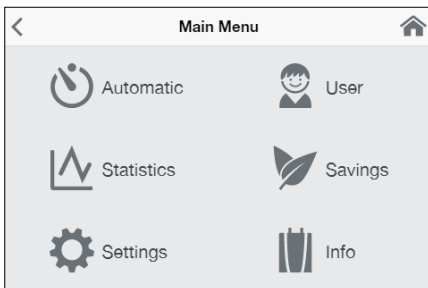 Main Menu
Automatic
User
Statistics
Savings
Settings
Info